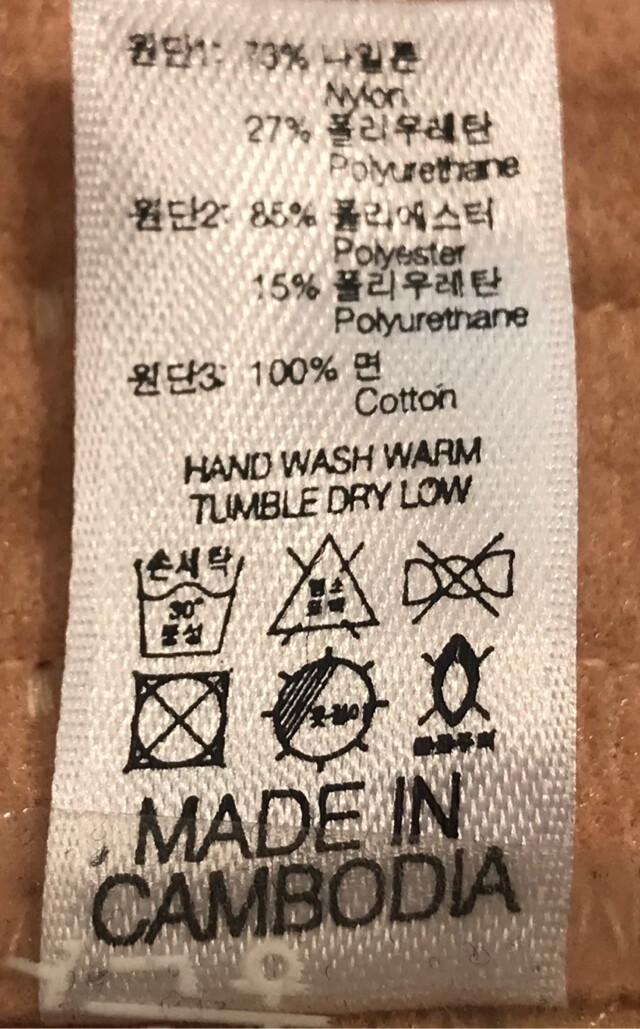 원단1: 73% 나일론
Nylon
27% 폴리우레탄
Polyurethane
원단2: 85% 폴리에스터
Polyester
15% 폴리우레탄
Polyurethane
원단3: 100% 면
Cotton
HAND WASH WARM
TUMBLE DRY LOW
손세탁
30°
중성
염소
표백
옷걸이
MADE IN
CAMBODIA